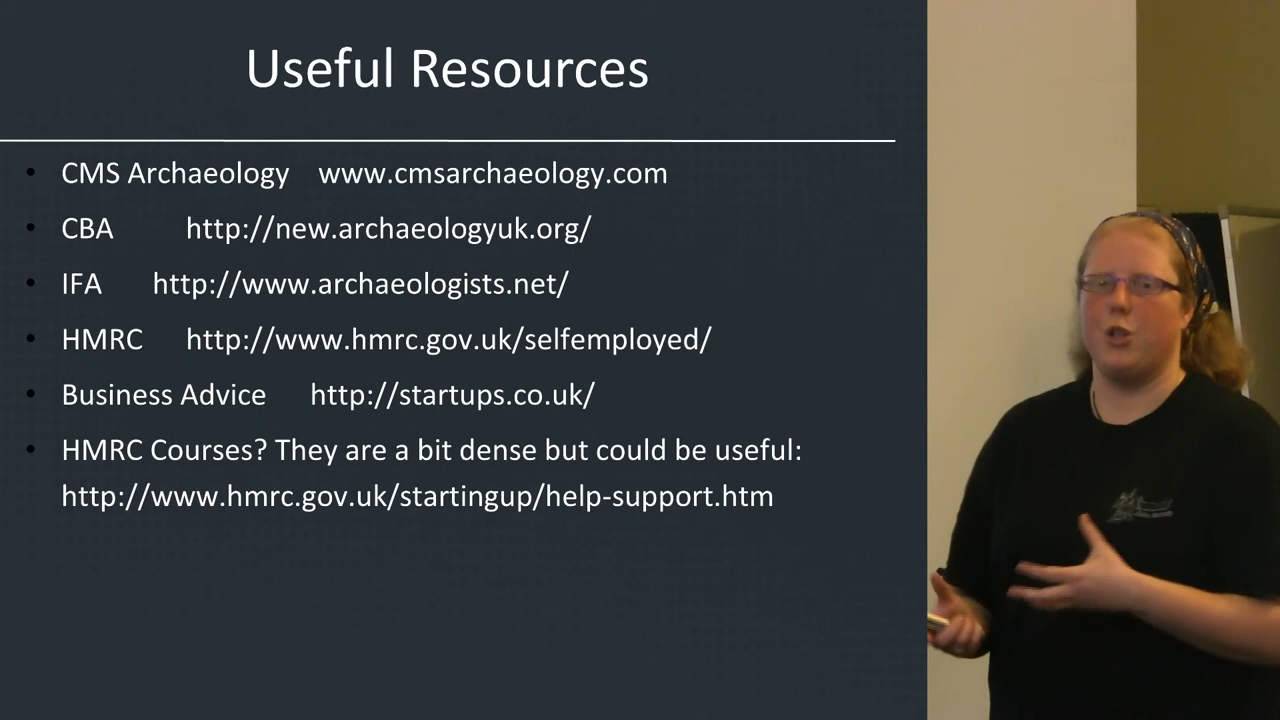 Useful Resources
CMS Archaeology www.cmsarchaeology.com
CBA http://new.archaeologyuk.org/
IFA http://www.archaeologists.net/
HMRC http://www.hmrc.gov.uk/selfemployed/
Business Advice http://startups.co.uk/
HMRC Courses? They are a bit dense but could be useful:
http://www.hmrc.gov.uk/startingup/help-support.htm